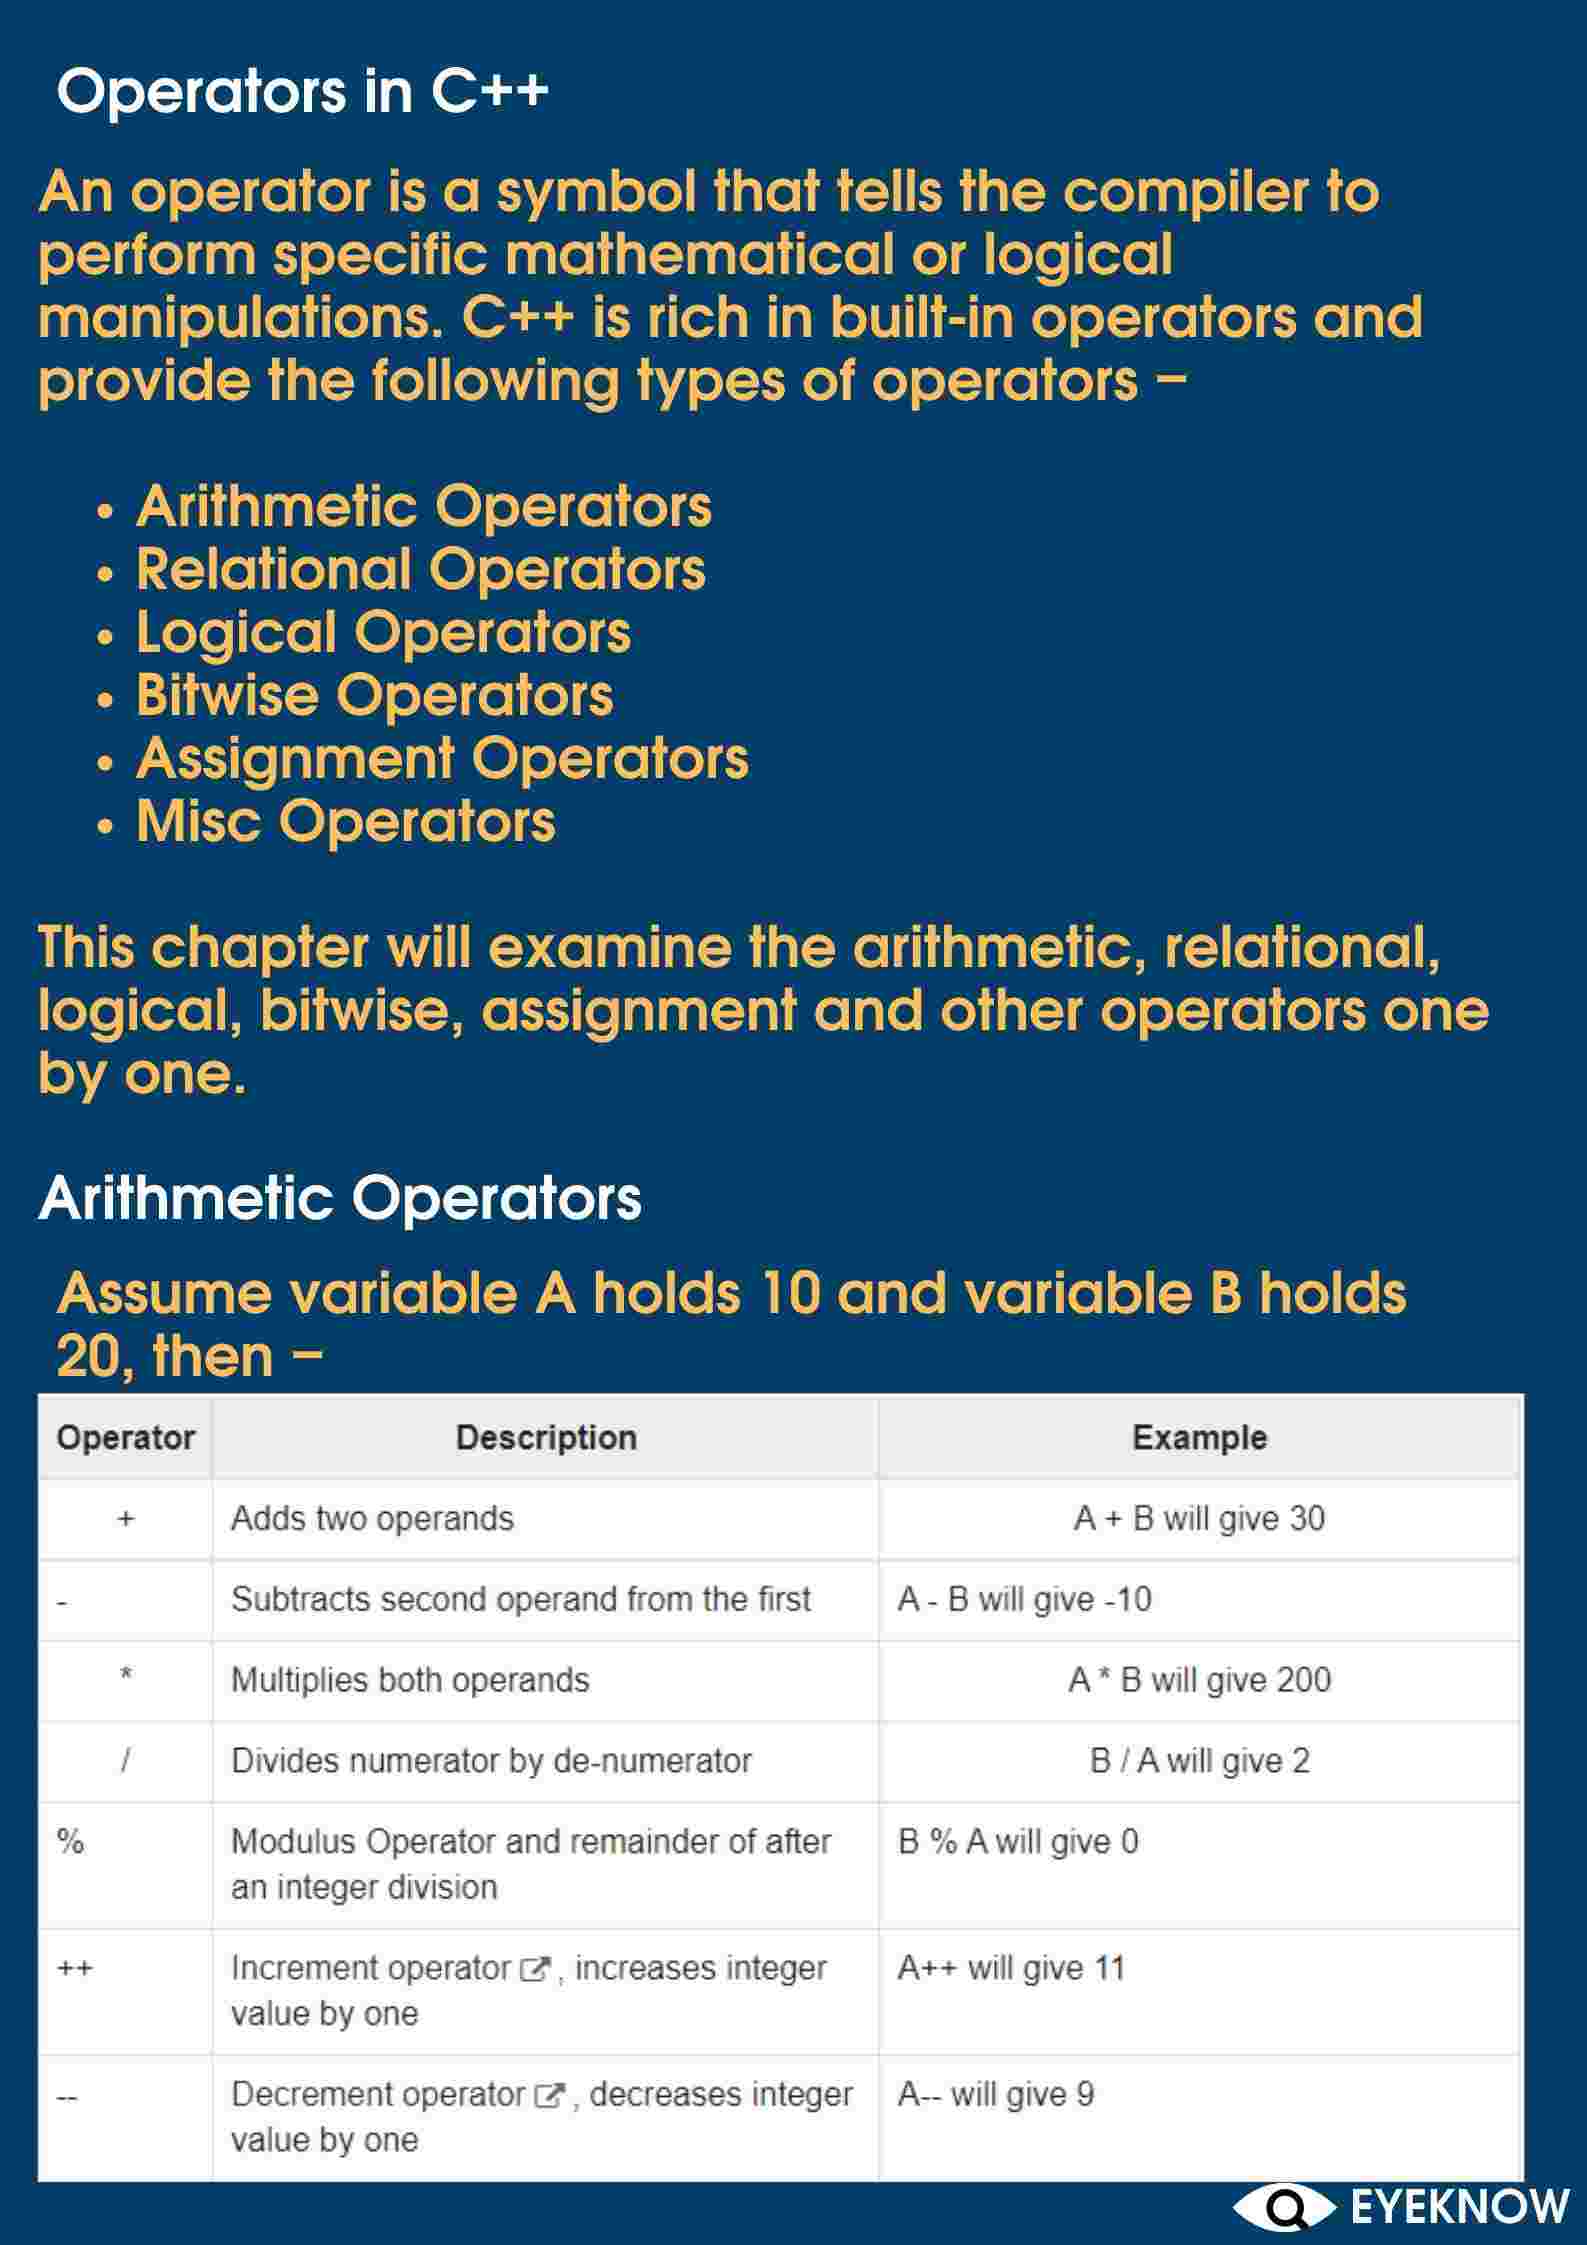 Operators in C++
An operator is a symbol that tells the compiler to
perform specific mathematical or logical
manipulations. C++ is rich in built-in operators and
provide the following types of operators –
• Arithmetic Operators
• Relational Operators
• Logical Operators
• Bitwise Operators
• Assignment Operators
• Misc Operators
This chapter will examine the arithmetic, relational,
logical, bitwise, assignment and other operators one
by one.
Arithmetic Operators
Assume variable A holds 10 and variable B holds
20, then –
Operator Description Example
+ Adds two operands A + B will give 30
- Subtracts second operand from the first A - B will give -10
* Multiplies both operands A * B will give 200
/ Divides numerator by de-numerator B / A will give 2
% Modulus Operator and remainder of after B % A will give 0
an integer division
++ Increment operator , increases integer A++ will give 11
value by one
-- Decrement operator , decreases integer A-- will give 9
value by one
EYEKNOW